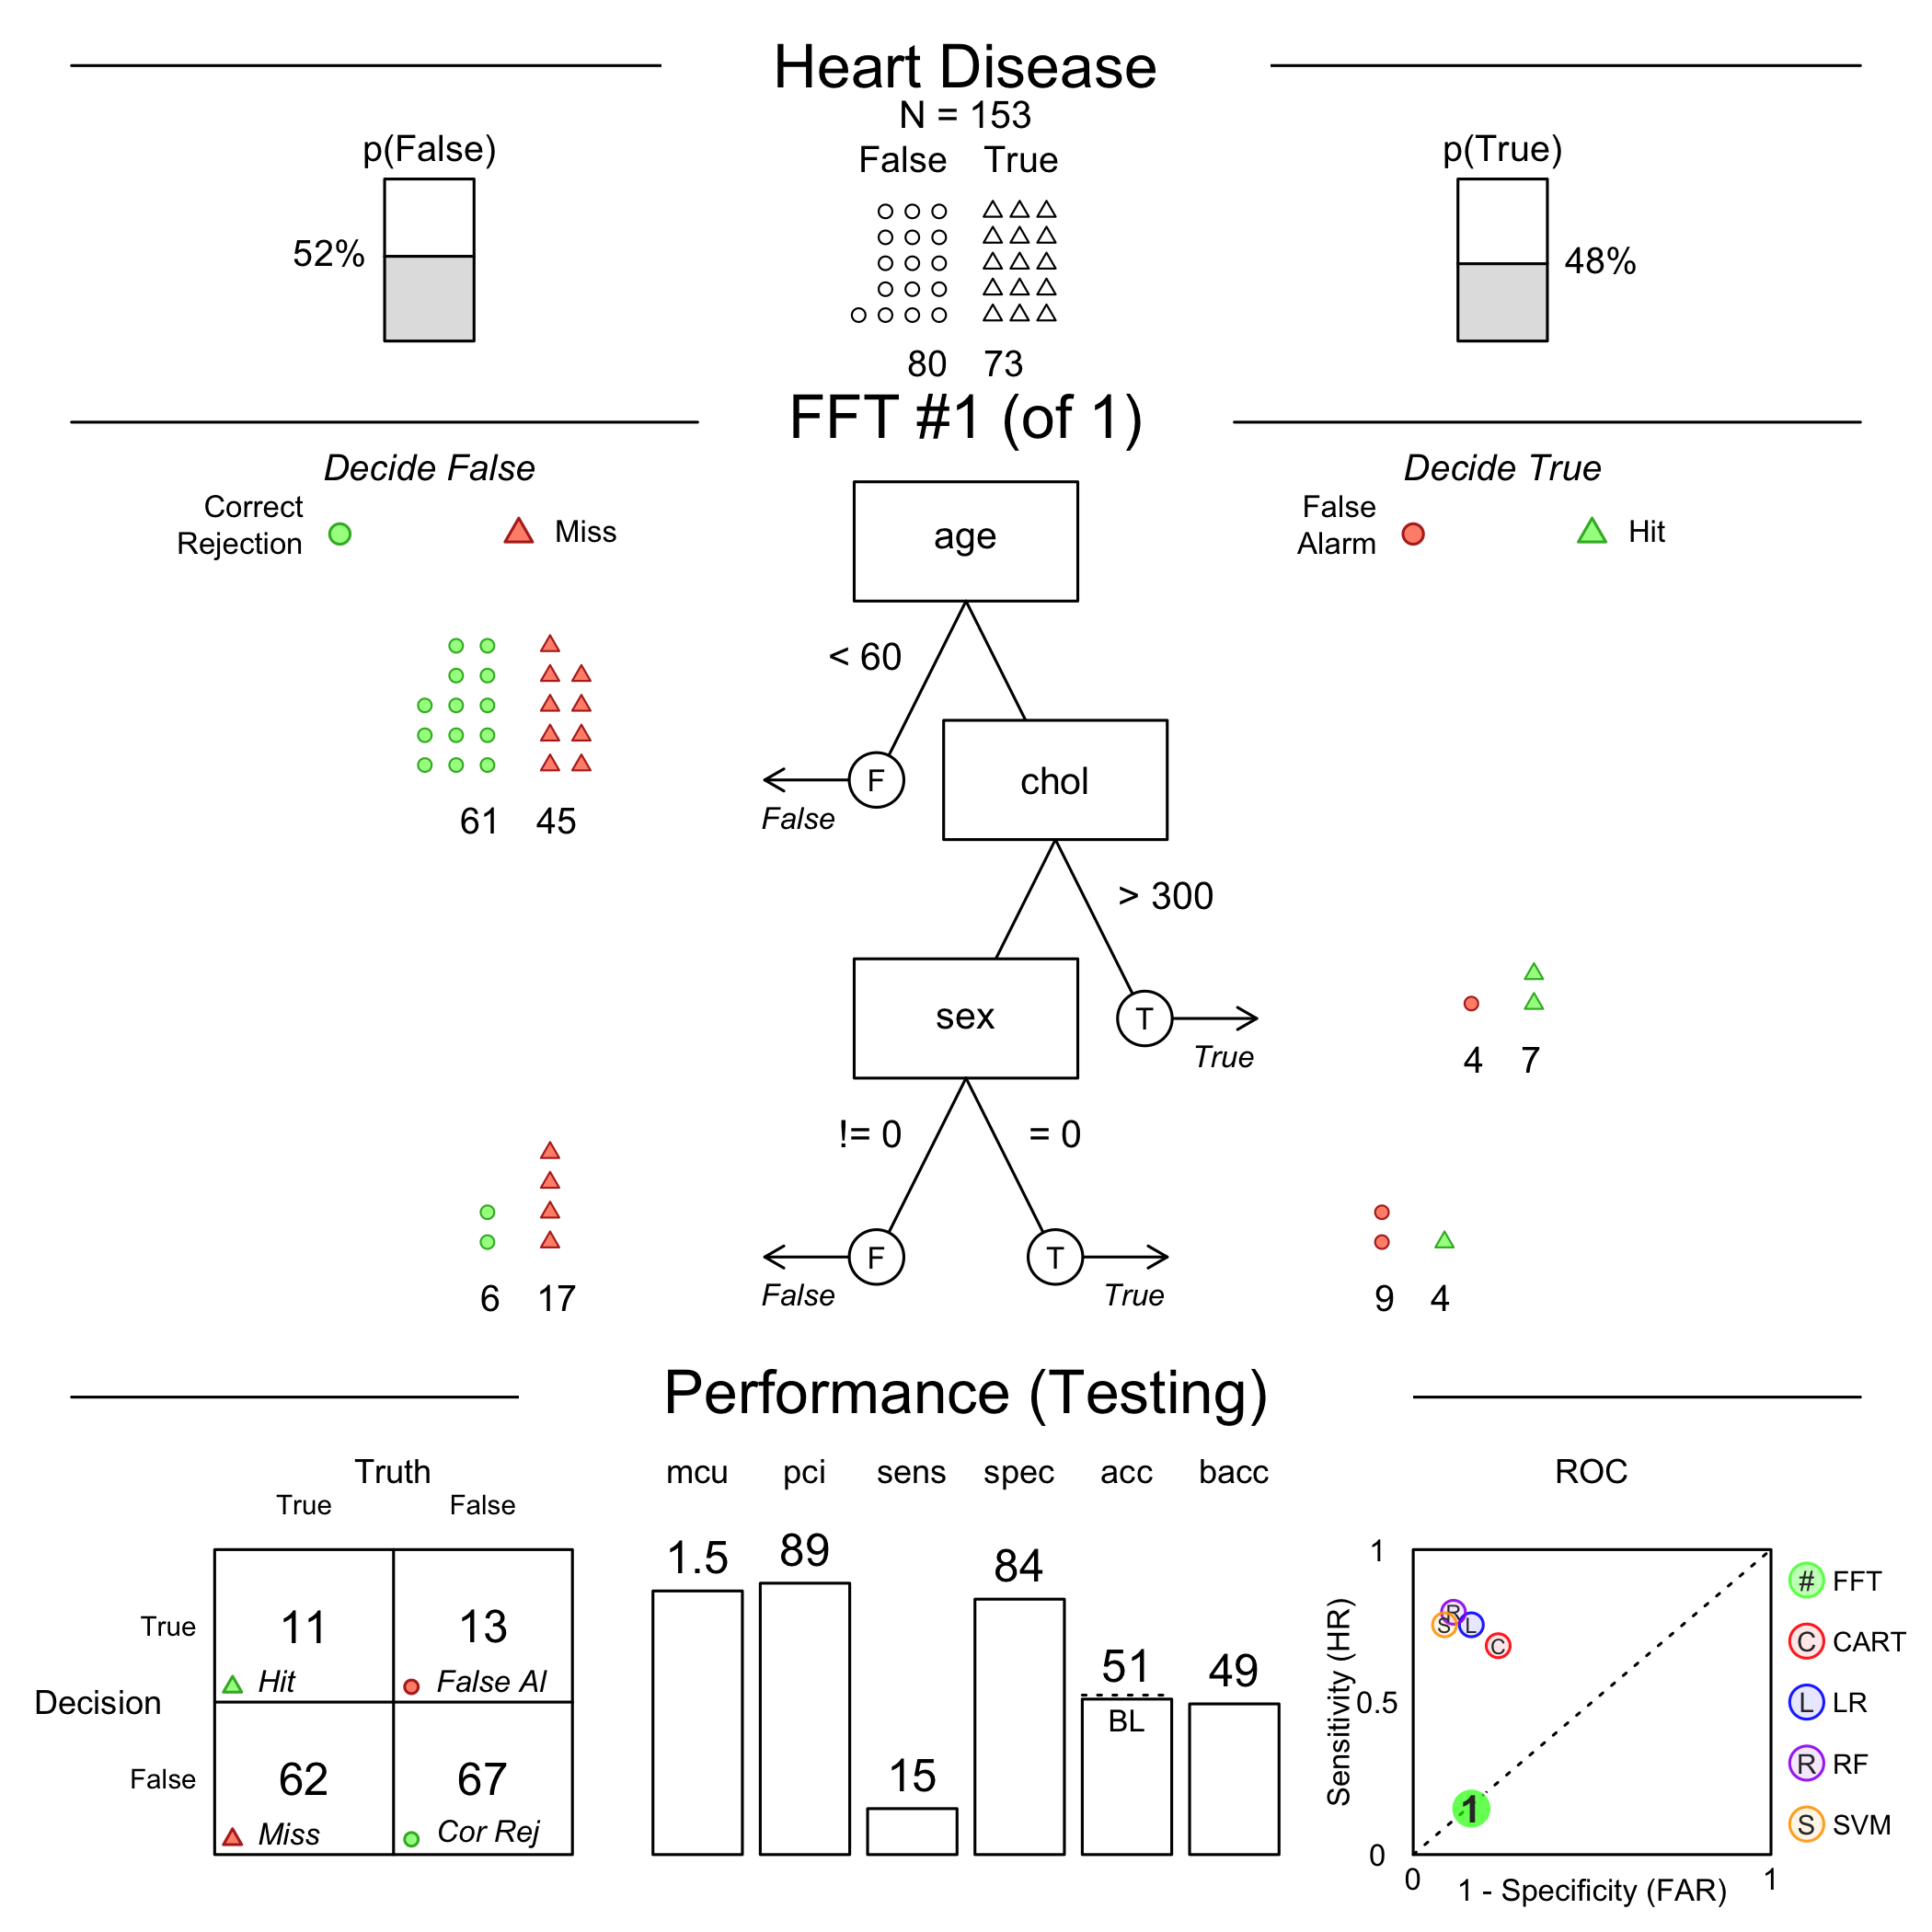 Heart Disease
N = 153
p(False)
False True
p(True)
52%
48%
80 73
FFT #1 (of 1)
Decide False
Decide True
Correct
Rejection
Miss
False
Alarm
Hit
age
< 60
F
False
61 45
chol
> 300
T
True
4 7
sex
!= 0
= 0
F
False
T
True
6 17
9 4
Performance (Testing)
Truth
True False
Decision
True
False
11
Hit
13
False Al
62
Miss
67
Cor Rej
mcu pci sens spec acc bacc
1.5 89 15 84 51 49
BL
ROC
Sensitivity (HR)
1
0.5
0
0 1
1 - Specificity (FAR)
R
S
L
C
1
# FFT
C CART
L LR
R RF
S SVM